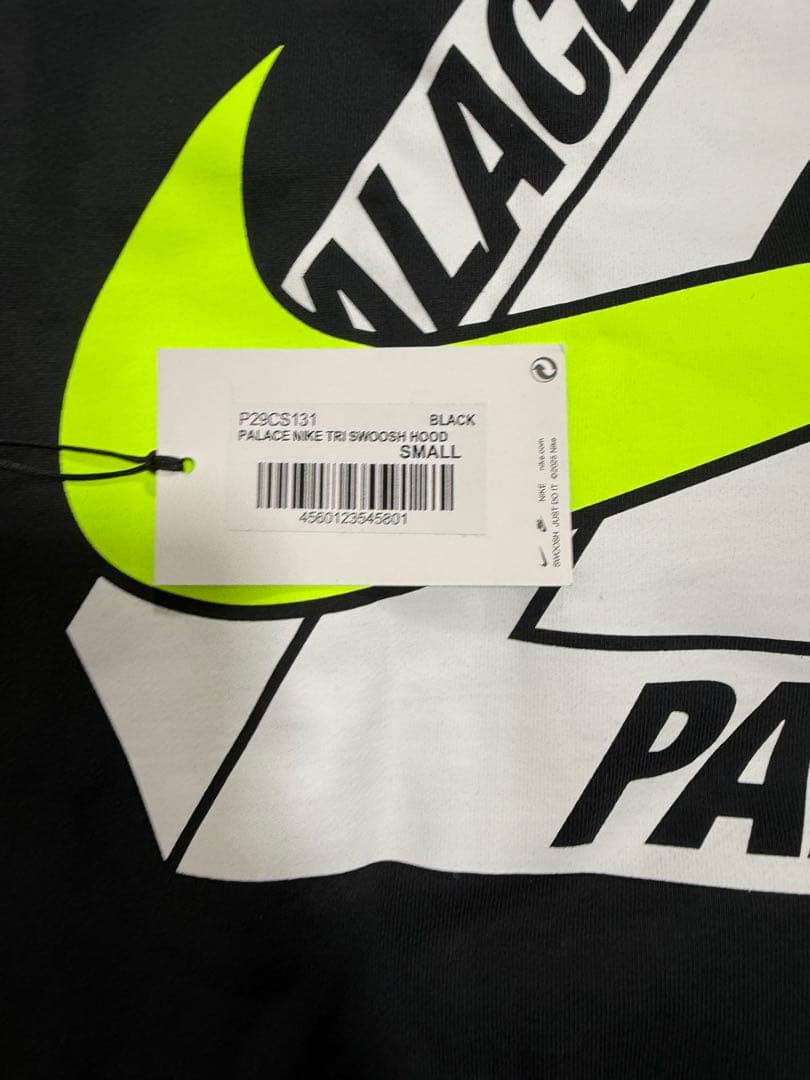 PALACE
P29CS131 BLACK
PALACE NIKE TRI SWOOSH HOOD
SMALL
4560123545801
NIKE nike.com
SWOOSH JUST DO IT ©2025 NIKE
PA